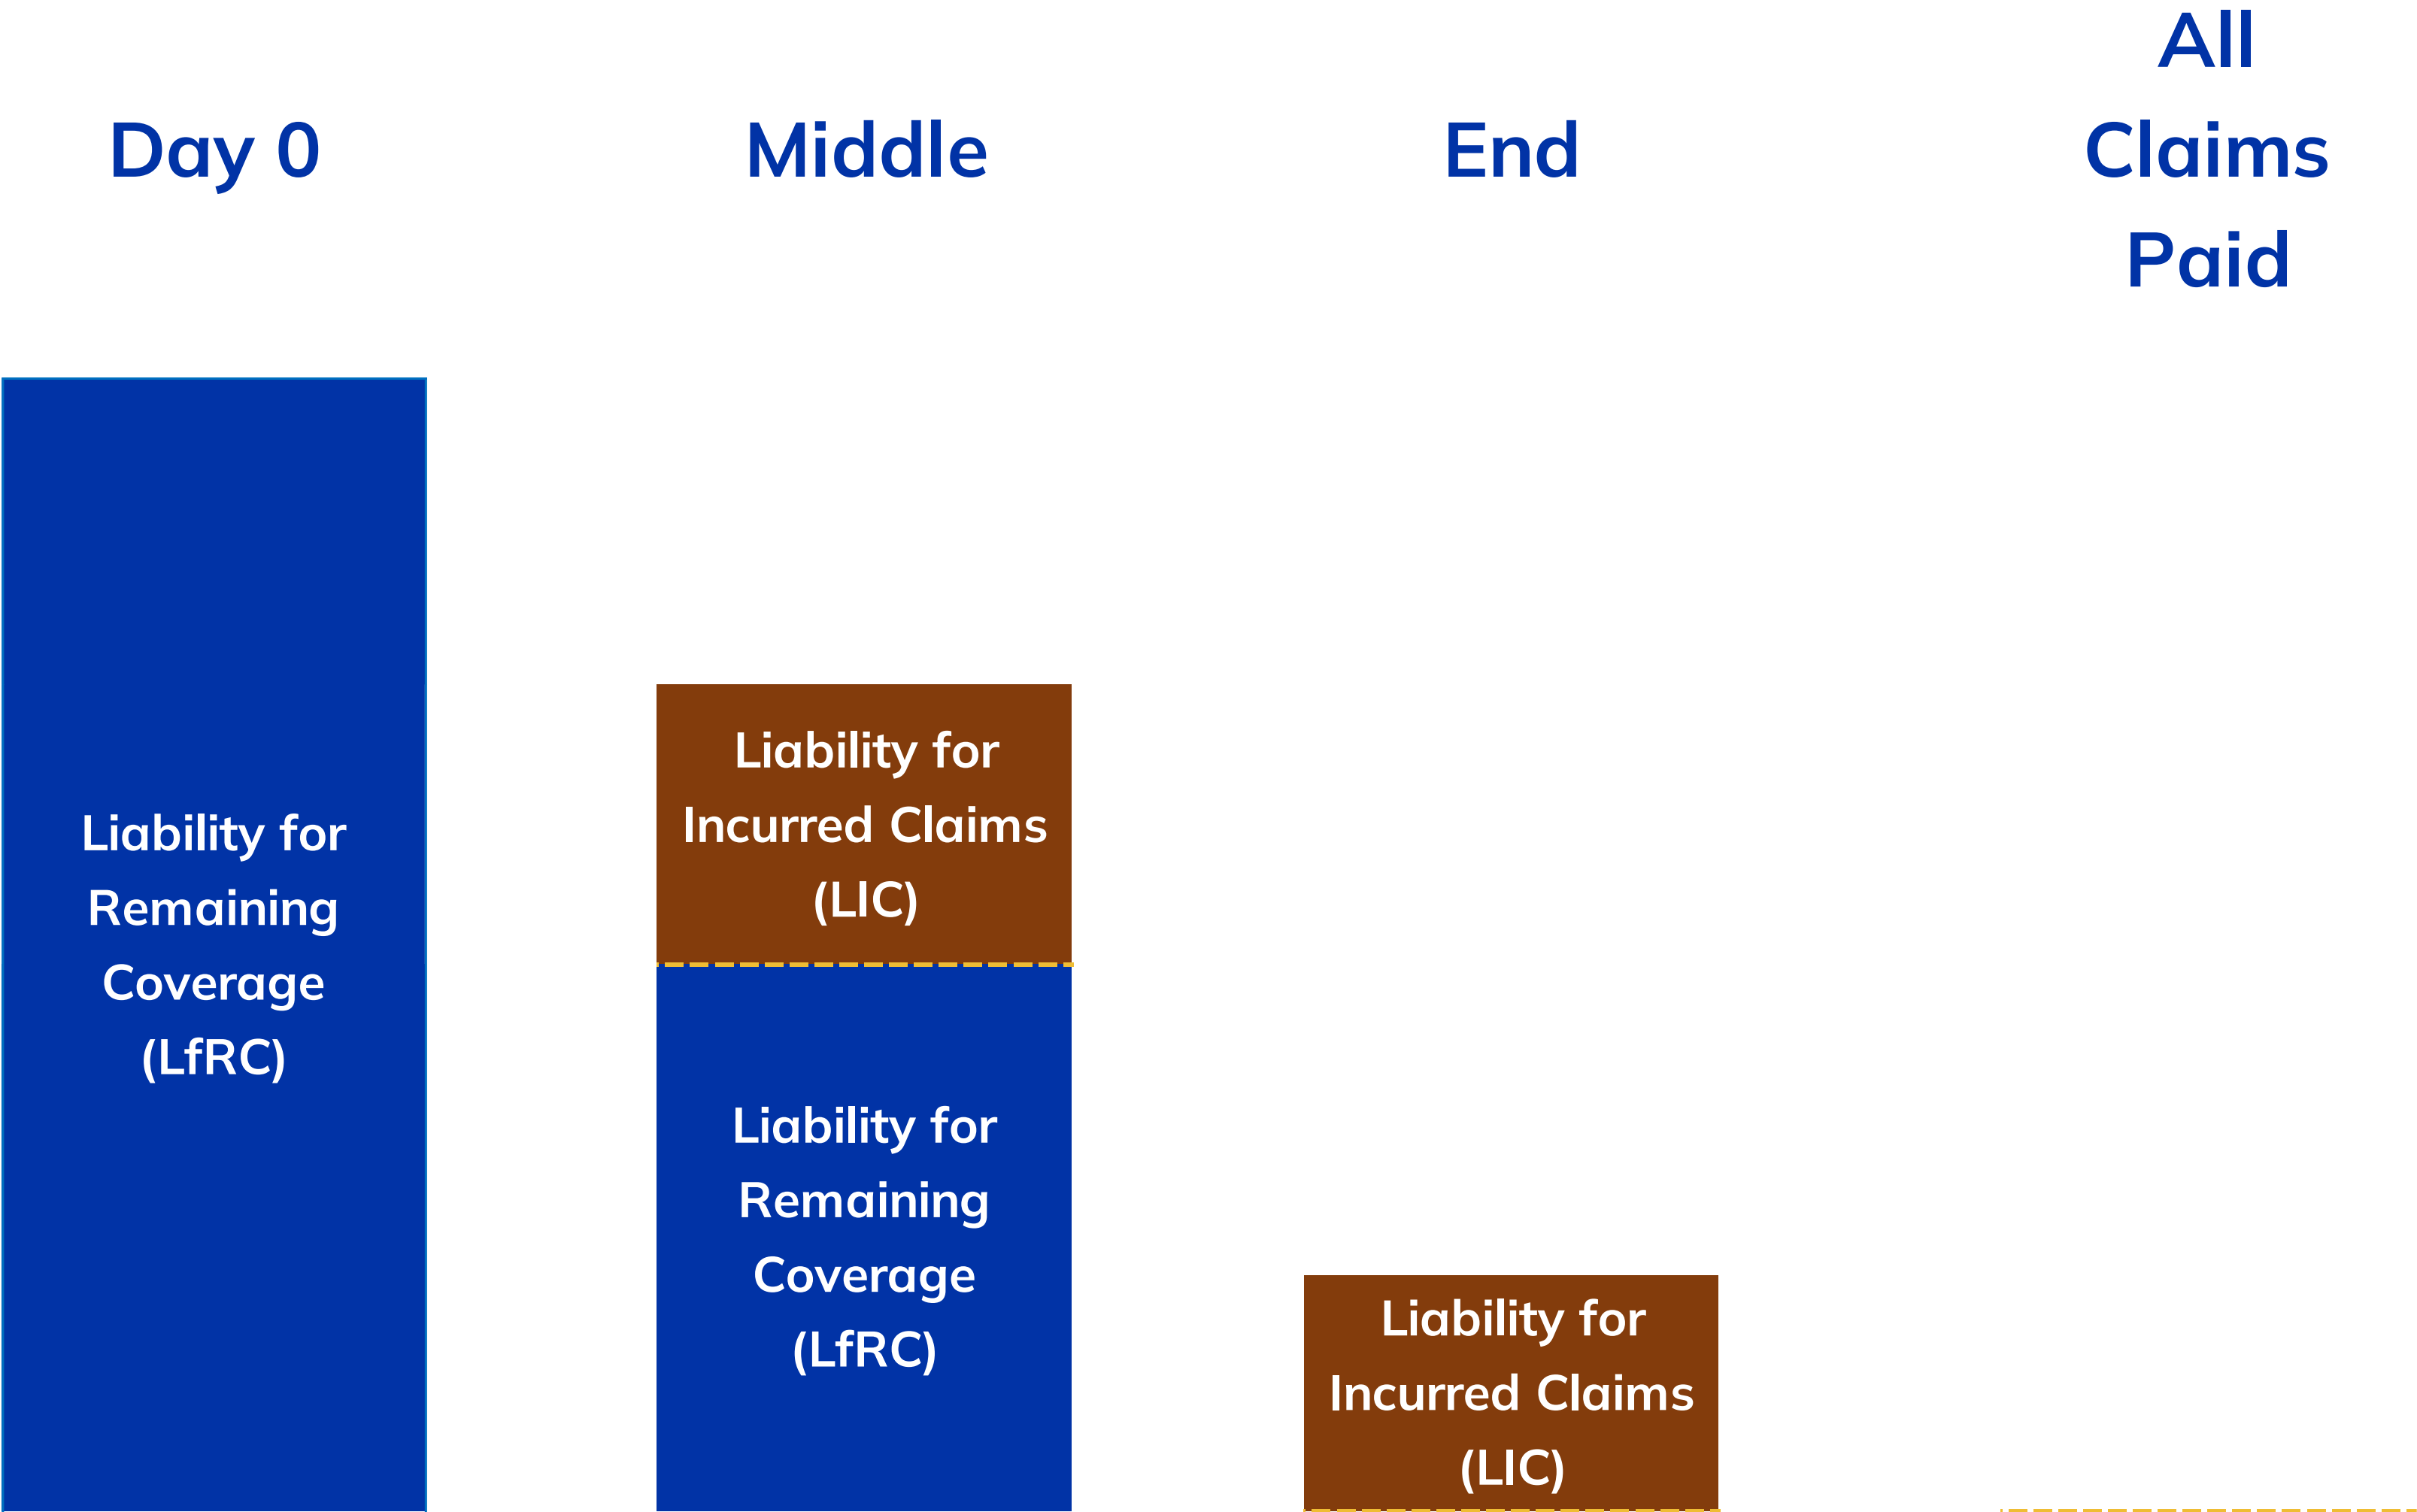 Day 0
Middle
End
All
Claims
Paid
Liability for
Remaining
Coverage
(LfRC)
Liability for
Incurred Claims
(LIC)
Liability for
Remaining
Coverage
(LfRC)
Liability for
Incurred Claims
(LIC)